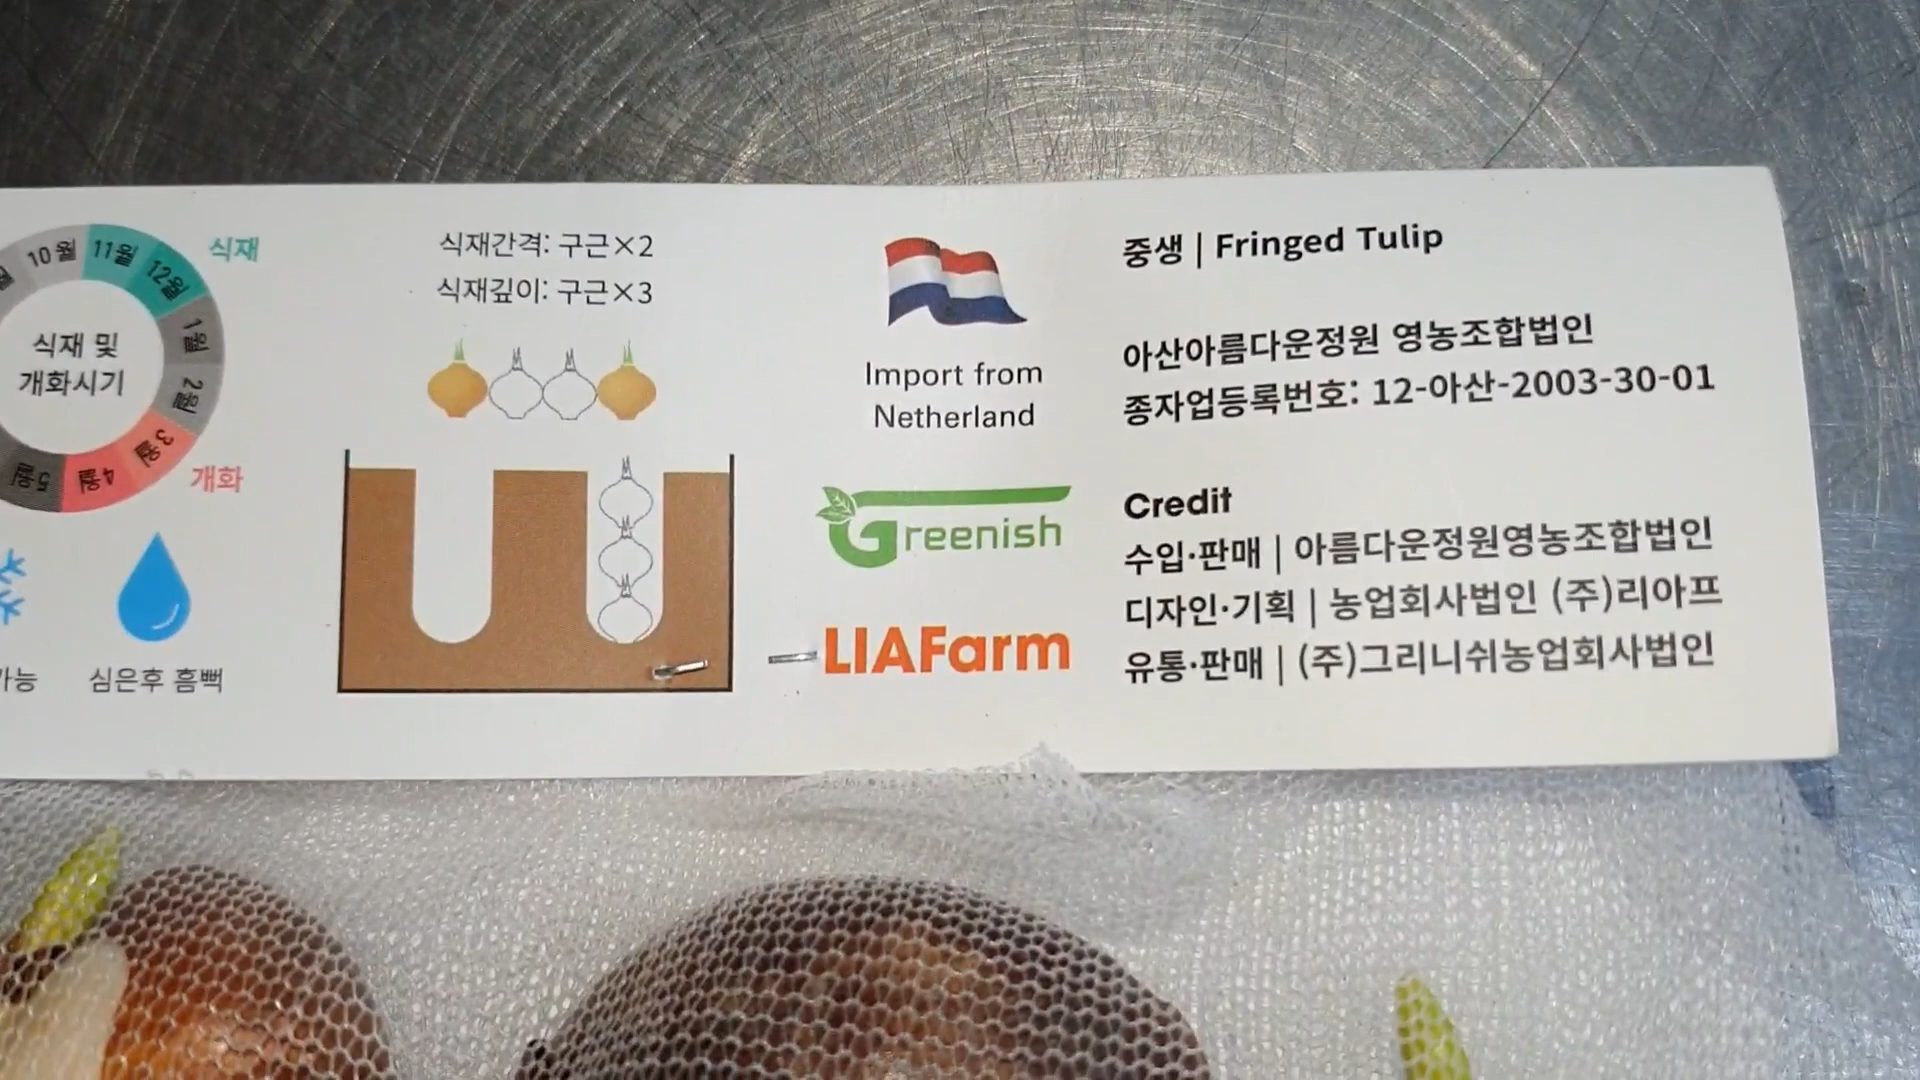 10월
11월
12월
1월
2월
3월
4월
5월
식재
식재 및
개화시기
개화
심은후 흠뻑
식재간격: 구근×2
식재깊이: 구근×3
Import from
Netherland
Greenish
LIAFarm
중생 | Fringed Tulip
아산아름다운정원 영농조합법인
종자업등록번호: 12-아산-2003-30-01
Credit
수입·판매 | 아름다운정원영농조합법인
디자인·기획 | 농업회사법인 (주)리아프
유통·판매 | (주)그리니쉬농업회사법인